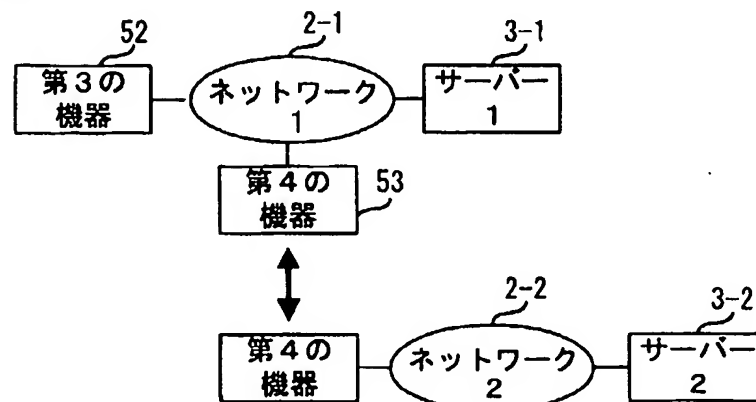 52
2-1
3-1
第3の
機器
ネットワーク
1
サーバー
1
第4の
機器
53
2-2
3-2
第4の
機器
ネットワーク
2
サーバー
2